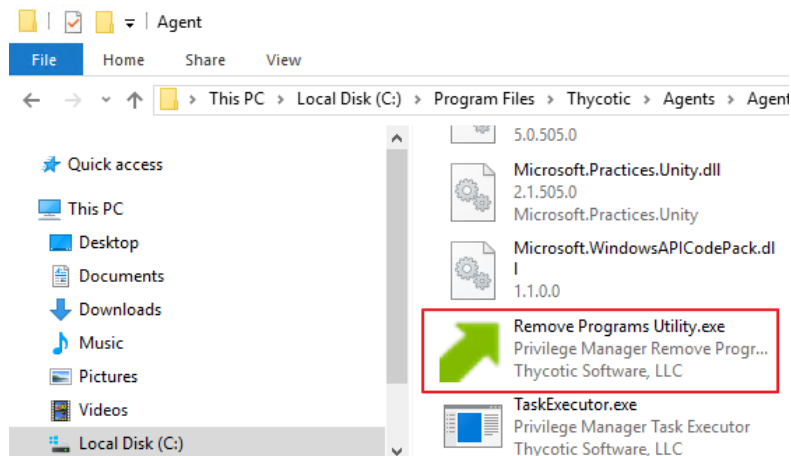 Agent
File Home Share View
This PC > Local Disk (C:) > Program Files > Thycotic > Agents > Agent
Quick access
This PC
Desktop
Documents
Downloads
Music
Pictures
Videos
Local Disk (C:)
5.0.505.0
Microsoft.Practices.Unity.dll
2.1.505.0
Microsoft.Practices.Unity
Microsoft.WindowsAPICodePack.dl
l
1.1.0.0
Remove Programs Utility.exe
Privilege Manager Remove Progr...
Thycotic Software, LLC
TaskExecutor.exe
Privilege Manager Task Executor
Thycotic Software, LLC